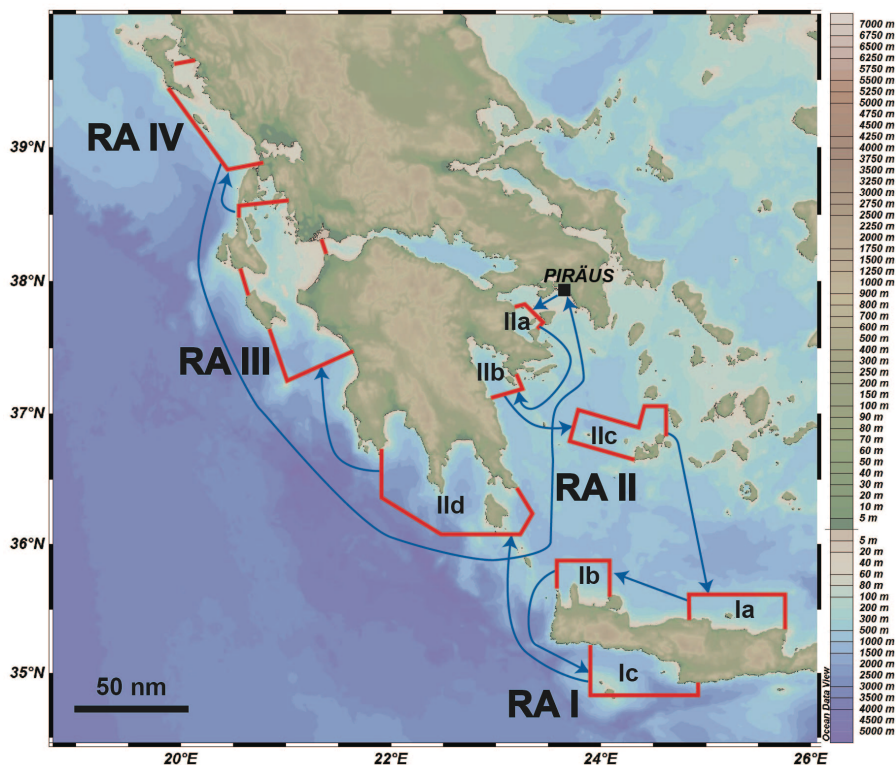 39°N
38°N
37°N
36°N
35°N
20°E
22°E
24°E
26°E
RA IV
PIRÄUS
IIa
RA III
IIb
IIc
RA II
IId
Ib
Ia
Ic
RA I
50 nm
7000 m
6500 m
6750 m
5750 m
5500 m
5250 m
5000 m
4750 m
4500 m
4250 m
4000 m
3750 m
3500 m
3250 m
3000 m
2750 m
2500 m
2250 m
2000 m
1750 m
1500 m
1250 m
1000 m
900 m
800 m
700 m
600 m
500 m
400 m
350 m
300 m
250 m
200 m
150 m
100 m
90 m
80 m
70 m
60 m
50 m
40 m
30 m
20 m
10 m
5 m
5 m
20 m
40 m
60 m
80 m
100 m
200 m
300 m
500 m
1000 m
1500 m
2000 m
2500 m
3000 m
3500 m
4000 m
4500 m
5000 m
Ocean Data View